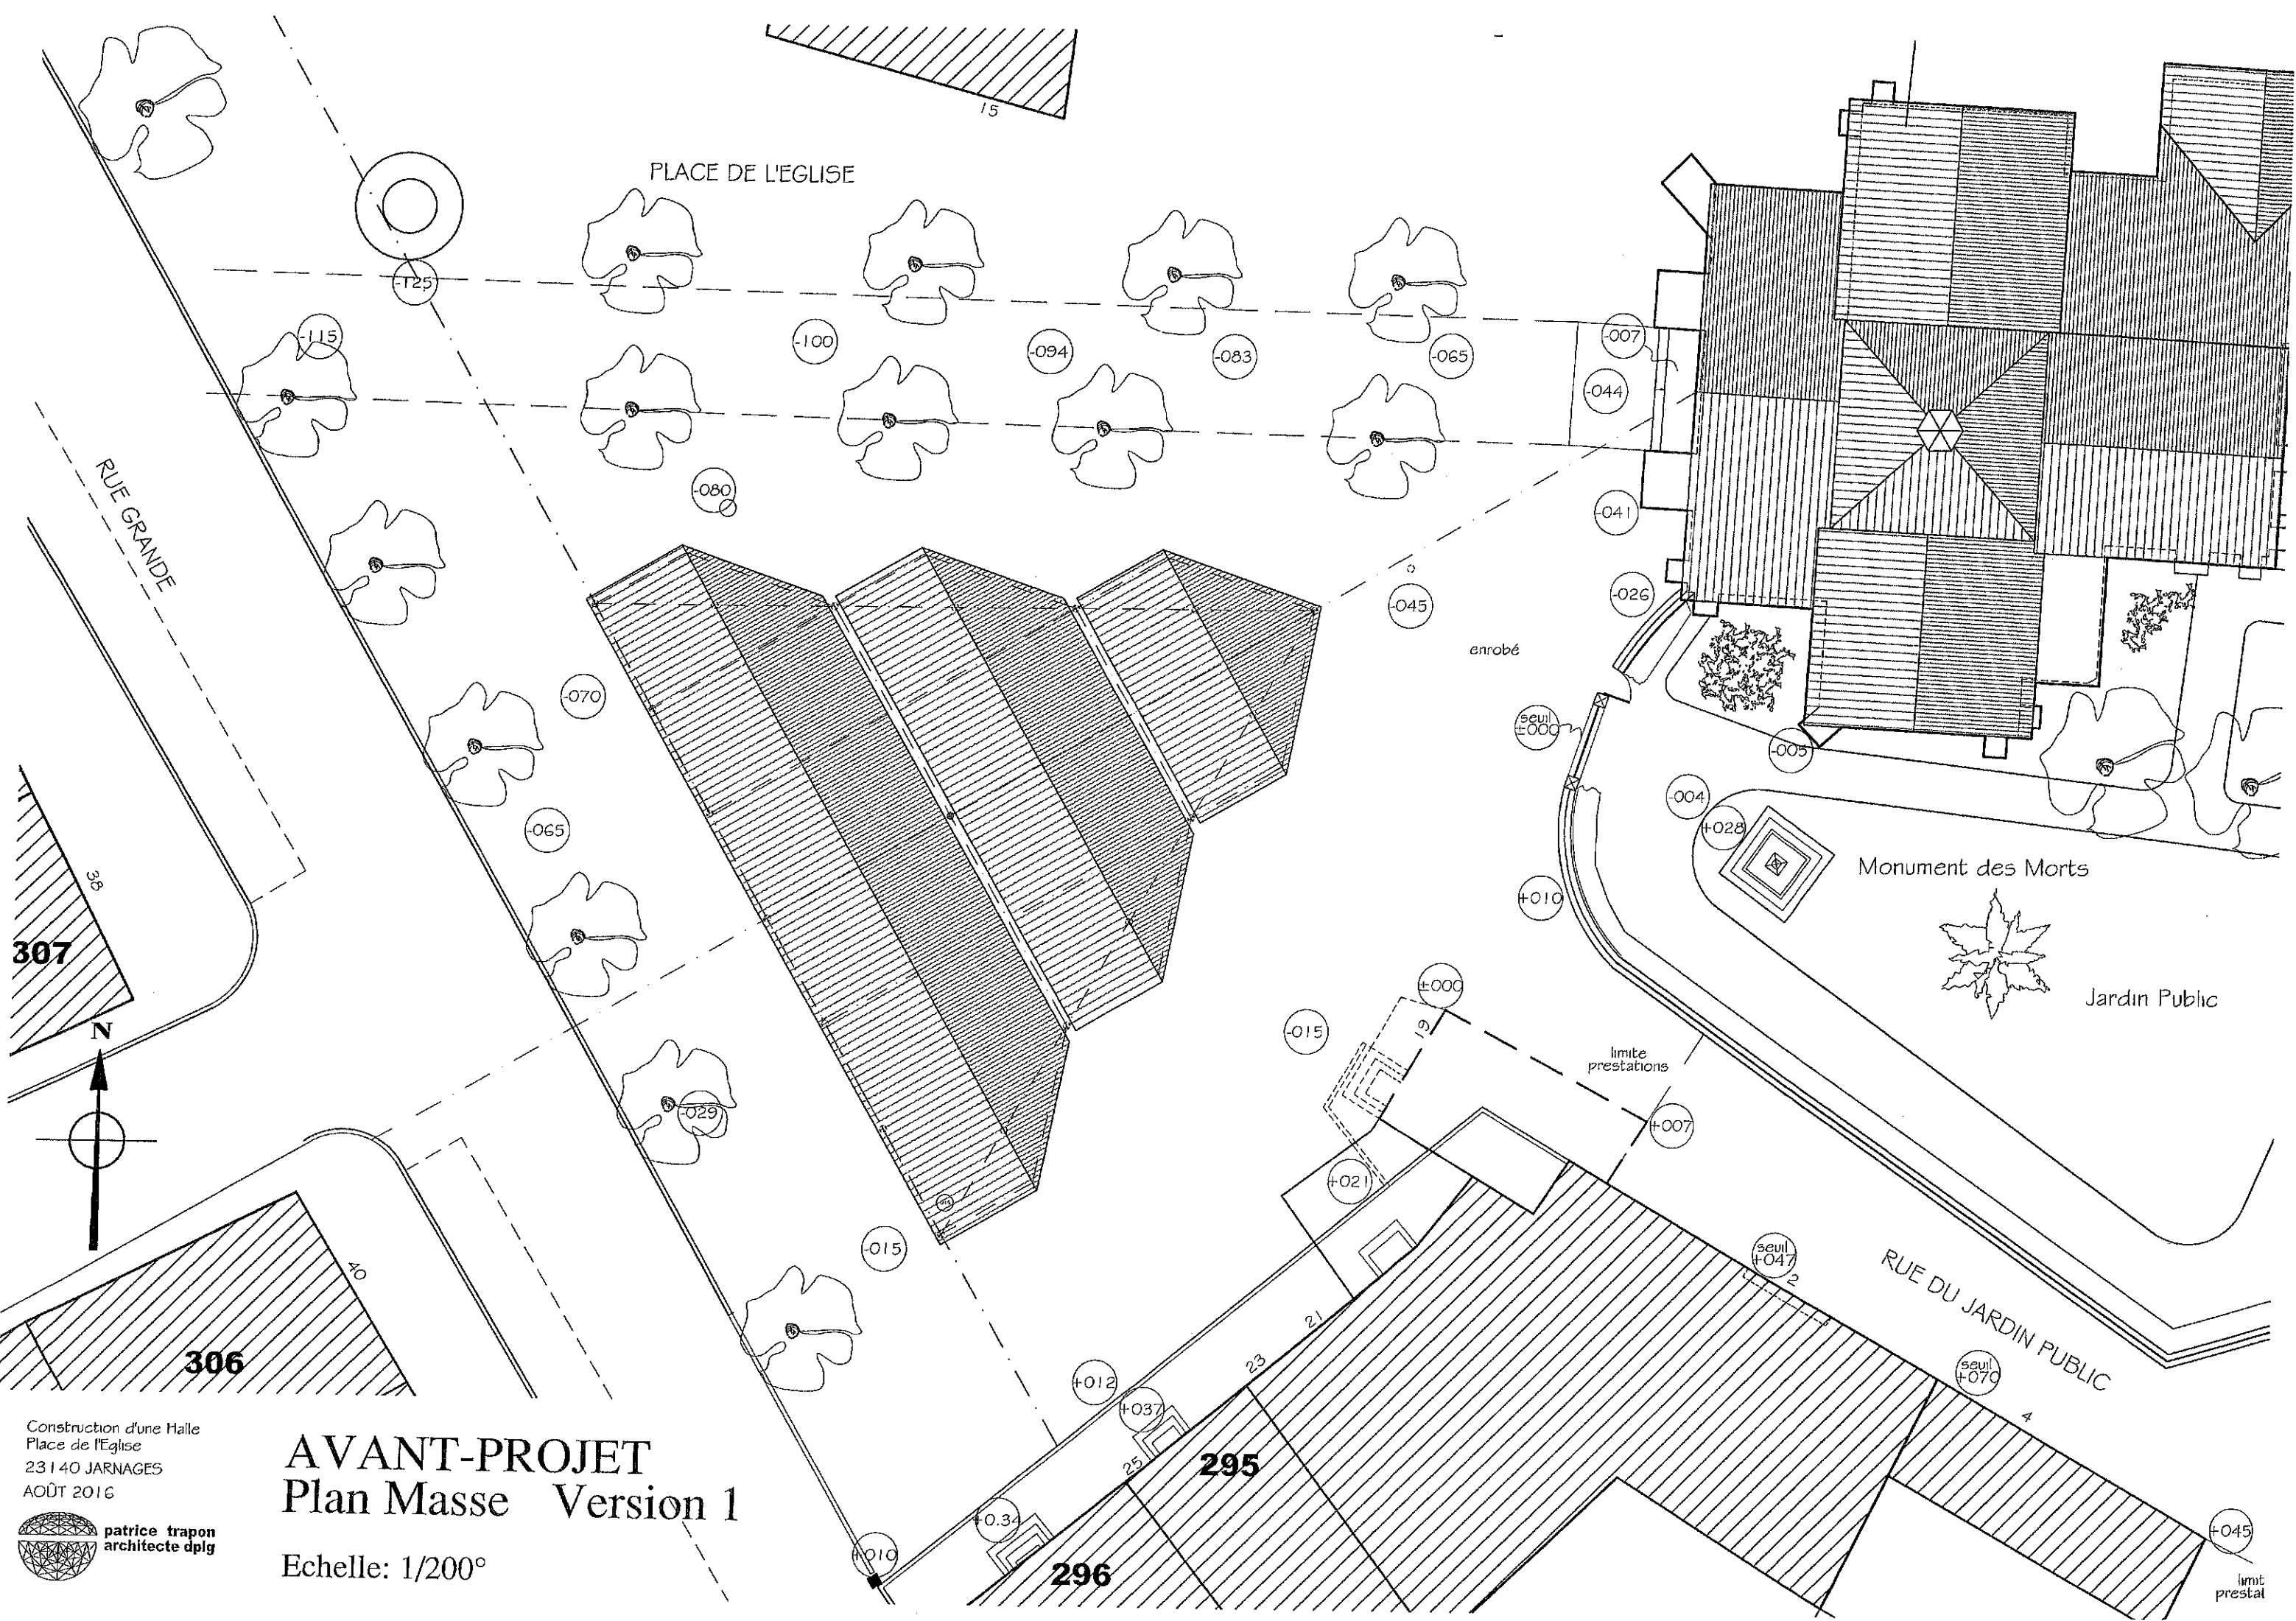 15
PLACE DE L'EGLISE
-125
-115
-100
-094
-083
-065
-007
-044
-080
-041
RUE GRANDE
-045
-026
enrobé
-070
seuil
±000
-005
-065
-004
+028
38
Monument des Morts
+010
307
±000
Jardin Public
N
-015
19
limite
prestations
-029
+007
+021
-015
seuil
+047
2
40
RUE DU JARDIN PUBLIC
21
306
23
+012
seuil
+070
+037
4
Construction d'une Halle
Place de l'Eglise
23140 JARNAGES
AOÛT 2016
AVANT-PROJET
Plan Masse Version 1
25
295
patrice trapon
architecte dplg
+0.34
+045
Echelle: 1/200°
+010
296
limit
prestal